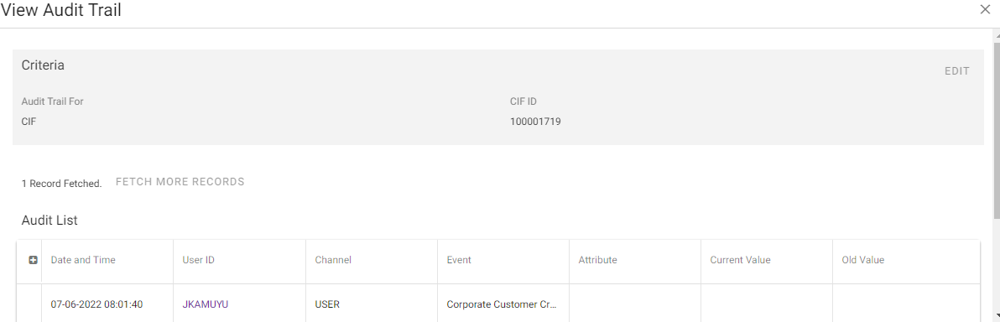 View Audit Trail
Criteria
EDIT
Audit Trail For CIF ID
CIF 100001719
1 Record Fetched. FETCH MORE RECORDS
Audit List
Date and Time User ID Channel Event Attribute Current Value Old Value
07-06-2022 08:01:40 JKAMUYU USER Corporate Customer Cr...